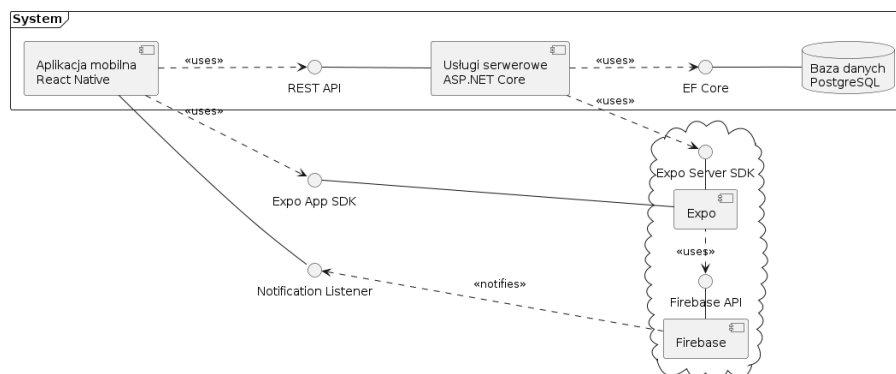 System
Aplikacja mobilna
React Native
«uses»
REST API
Usługi serwerowe
ASP.NET Core
«uses»
EF Core
Baza danych
PostgreSQL
«uses»
«uses»
Expo Server SDK
Expo App SDK
Expo
«uses»
Notification Listener
«notifies»
Firebase API
Firebase